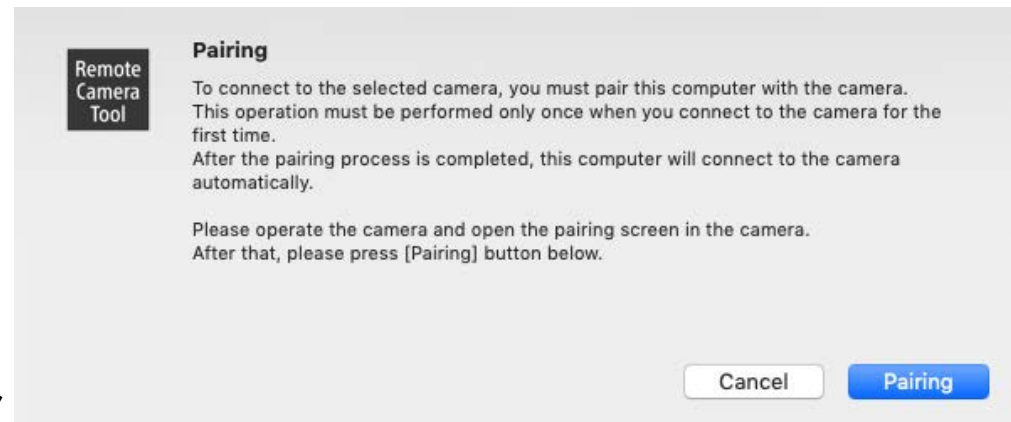 Remote
Camera
Tool
Pairing
To connect to the selected camera, you must pair this computer with the camera.
This operation must be performed only once when you connect to the camera for the
first time.
After the pairing process is completed, this computer will connect to the camera
automatically.
Please operate the camera and open the pairing screen in the camera.
After that, please press [Pairing] button below.
Cancel
Pairing